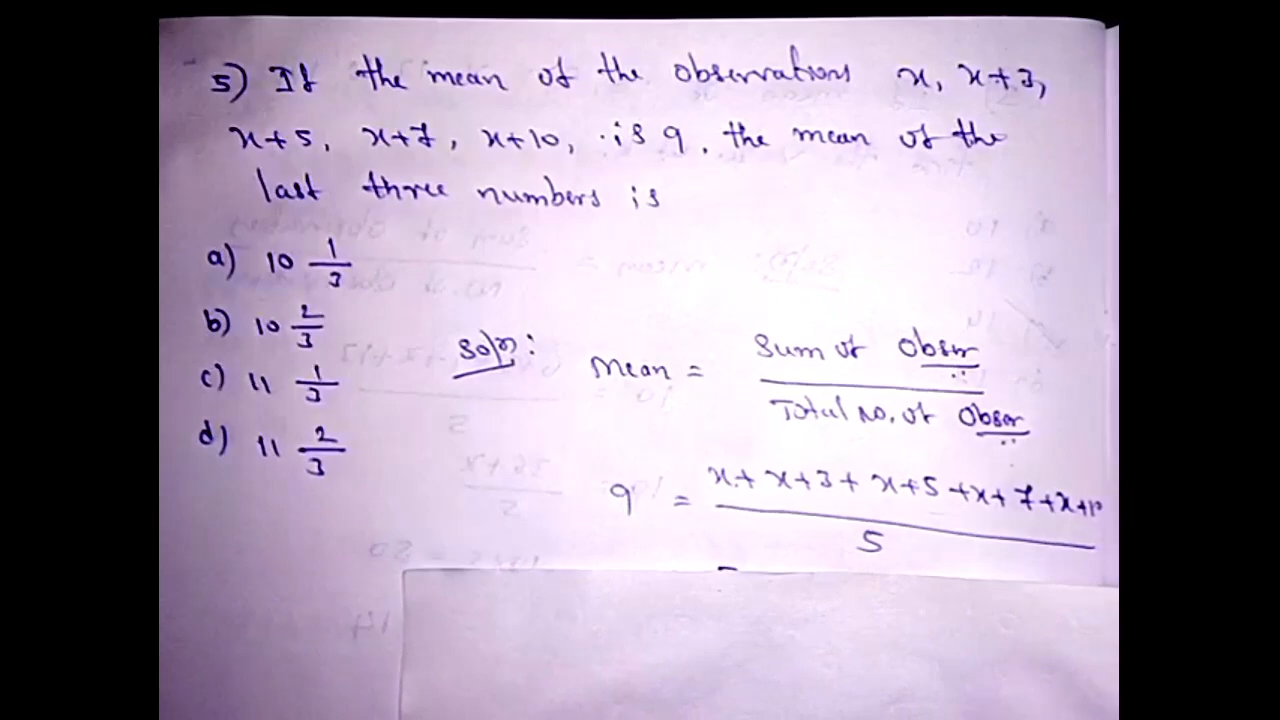 5) If the mean of the observations x, x+3,
x+5, x+7, x+10, is 9, the mean of the
last three numbers is
a) 10 1/3
b) 10 2/3
c) 11 1/3
d) 11 2/3
Soln:
Mean = Sum of Obser / Total no. of Obser
9 = x+x+3+x+5+x+7+x+10 / 5